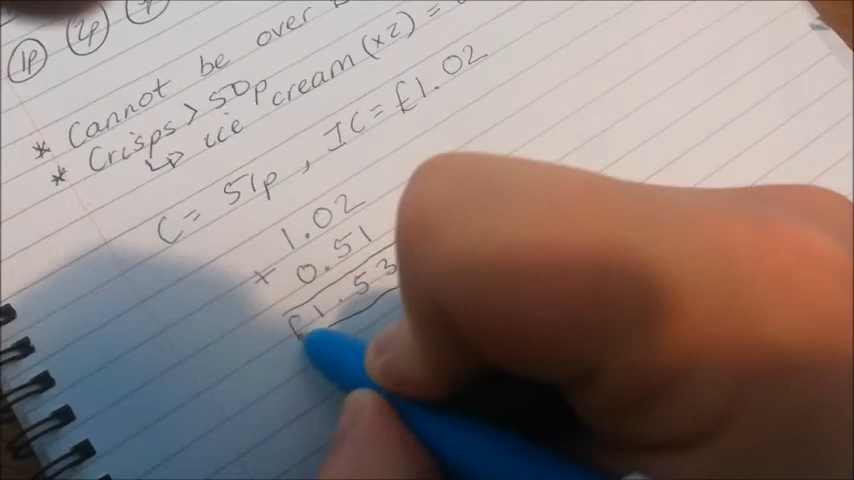 1p 2p
* Cannot be over
* Crisps > 50p
↳ ice cream (x2) =
C = 51p, IC = £1.02
1.02
+ 0.51
£1.53